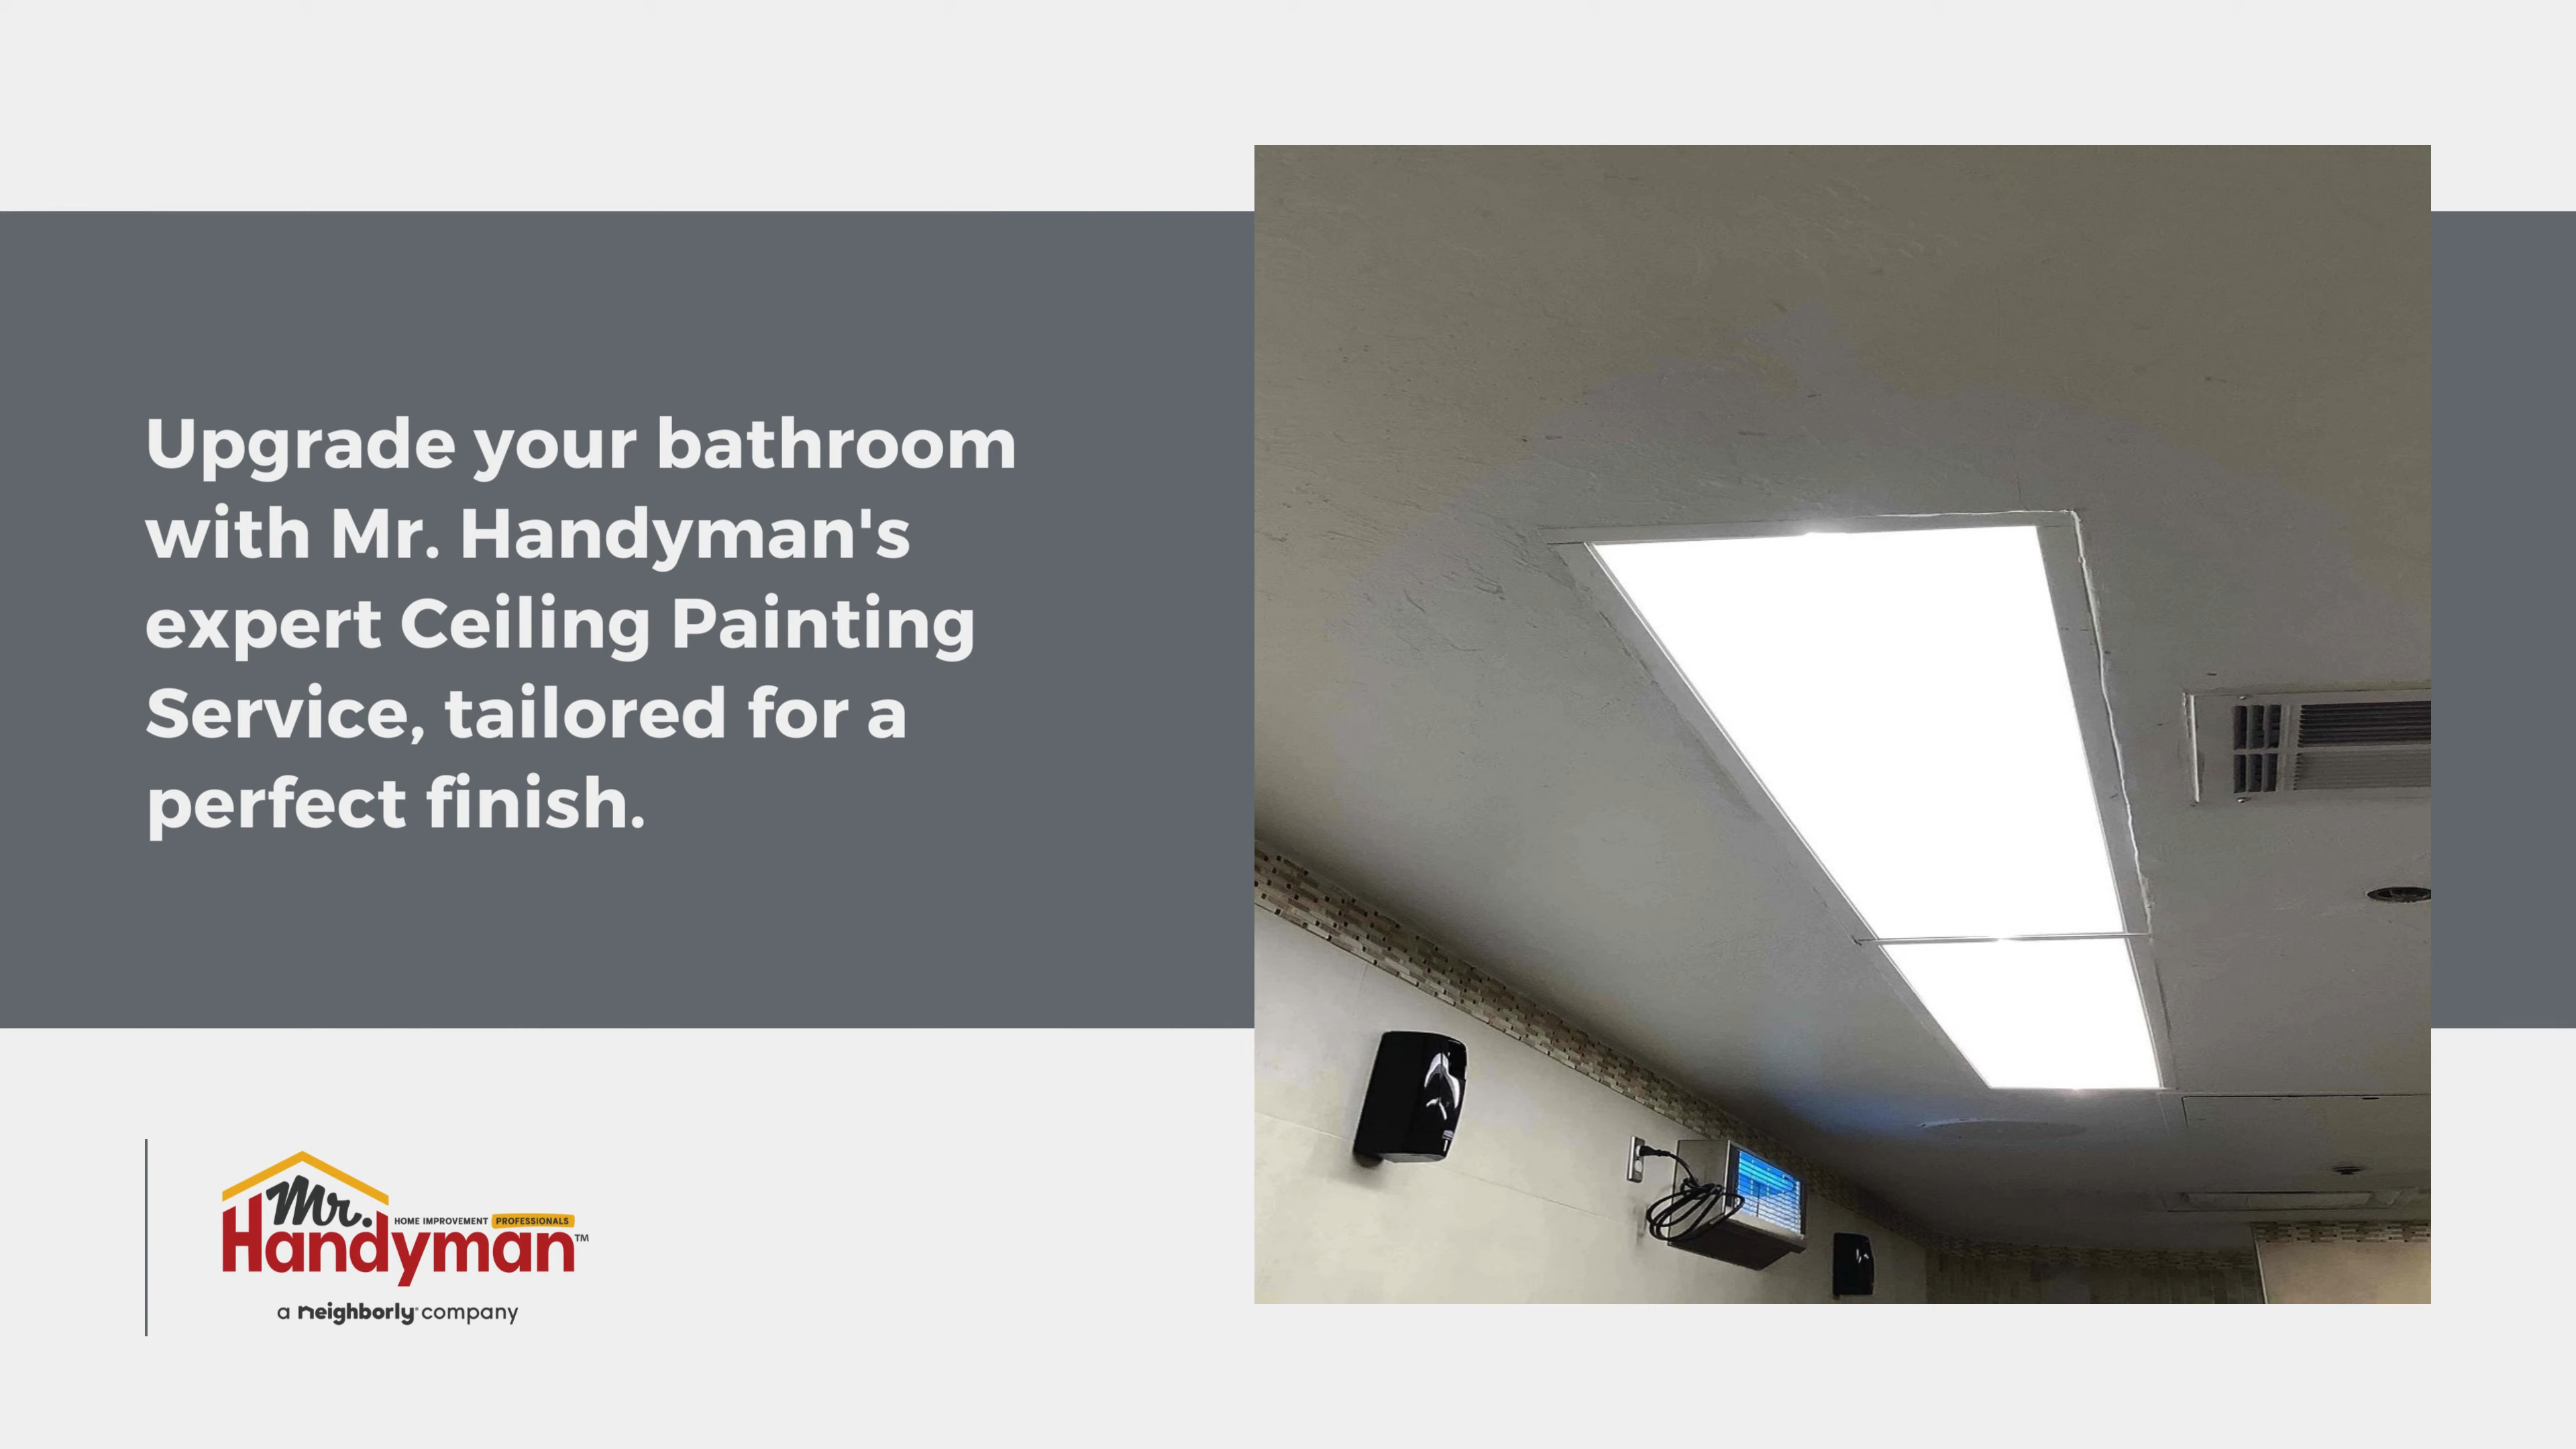 Upgrade your bathroom
with Mr. Handyman's
expert Ceiling Painting
Service, tailored for a
perfect finish.
Mr.
HOME IMPROVEMENT PROFESSIONALS
Handyman™
a neighborly company